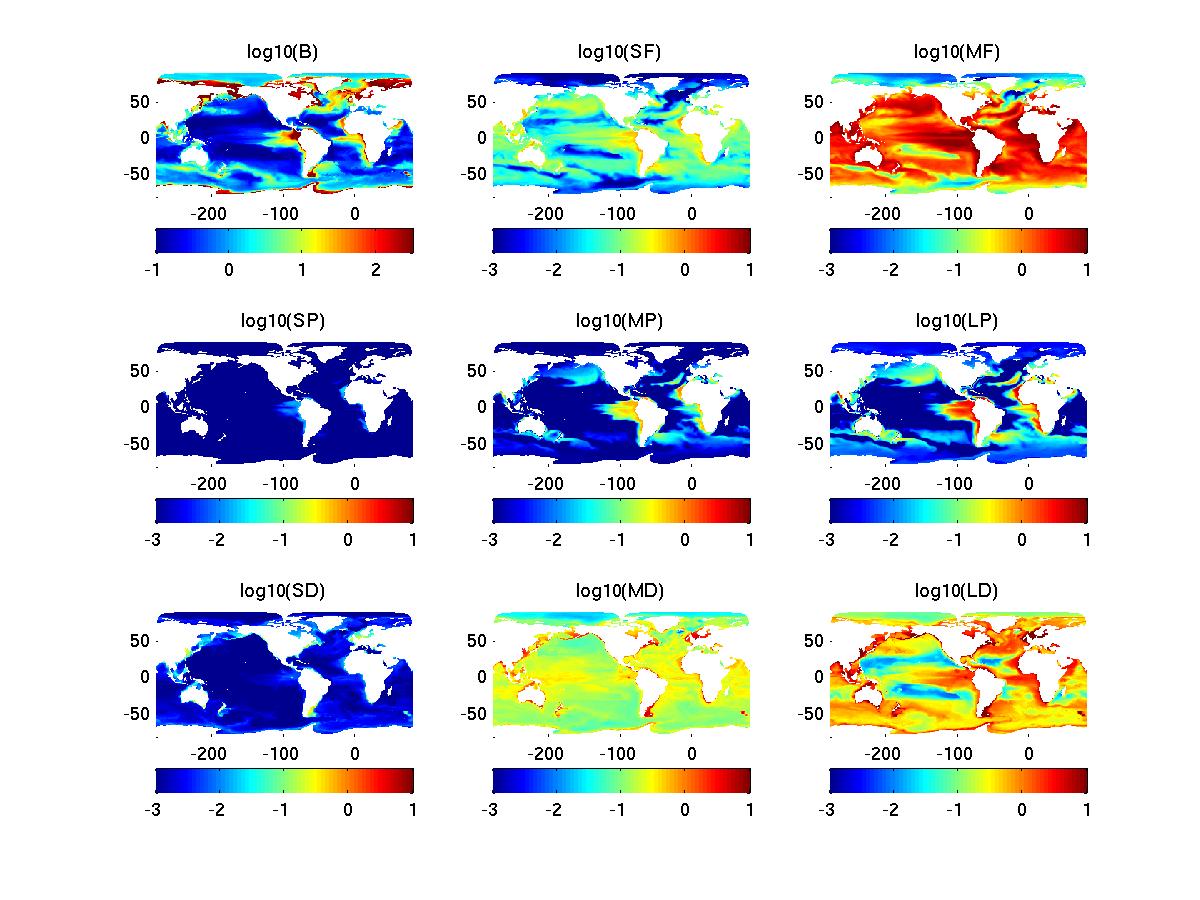 log10(B) log10(SF) log10(MF)
50 50 50
0 0 0
-50 -50 -50
-200 -100 0 -200 -100 0 -200 -100 0
-1 0 1 2 -3 -2 -1 0 1 -3 -2 -1 0 1
log10(SP) log10(MP) log10(LP)
50 50 50
0 0 0
-50 -50 -50
-200 -100 0 -200 -100 0 -200 -100 0
-3 -2 -1 0 1 -3 -2 -1 0 1 -3 -2 -1 0 1
log10(SD) log10(MD) log10(LD)
50 50 50
0 0 0
-50 -50 -50
-200 -100 0 -200 -100 0 -200 -100 0
-3 -2 -1 0 1 -3 -2 -1 0 1 -3 -2 -1 0 1